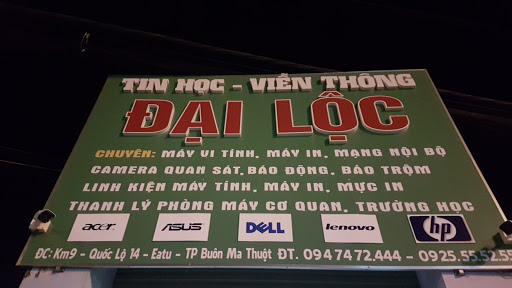 TIN HỌC - VIỄN THÔNG
ĐẠI LỘC
CHUYÊN: MÁY VI TÍNH, MÁY IN, MẠNG NỘI BỘ
CAMERA QUAN SÁT, BÁO ĐỘNG, BÁO TRỘM
LINH KIỆN MÁY TÍNH, MÁY IN, MỰC IN
THANH LÝ PHÒNG MÁY CƠ QUAN, TRƯỜNG HỌC
acer ASUS DELL lenovo hp
ĐC: Km9 - Quốc Lộ 14 - Eatu - TP Buôn Ma Thuột ĐT. 0947472.444 - 0925.55.52.55